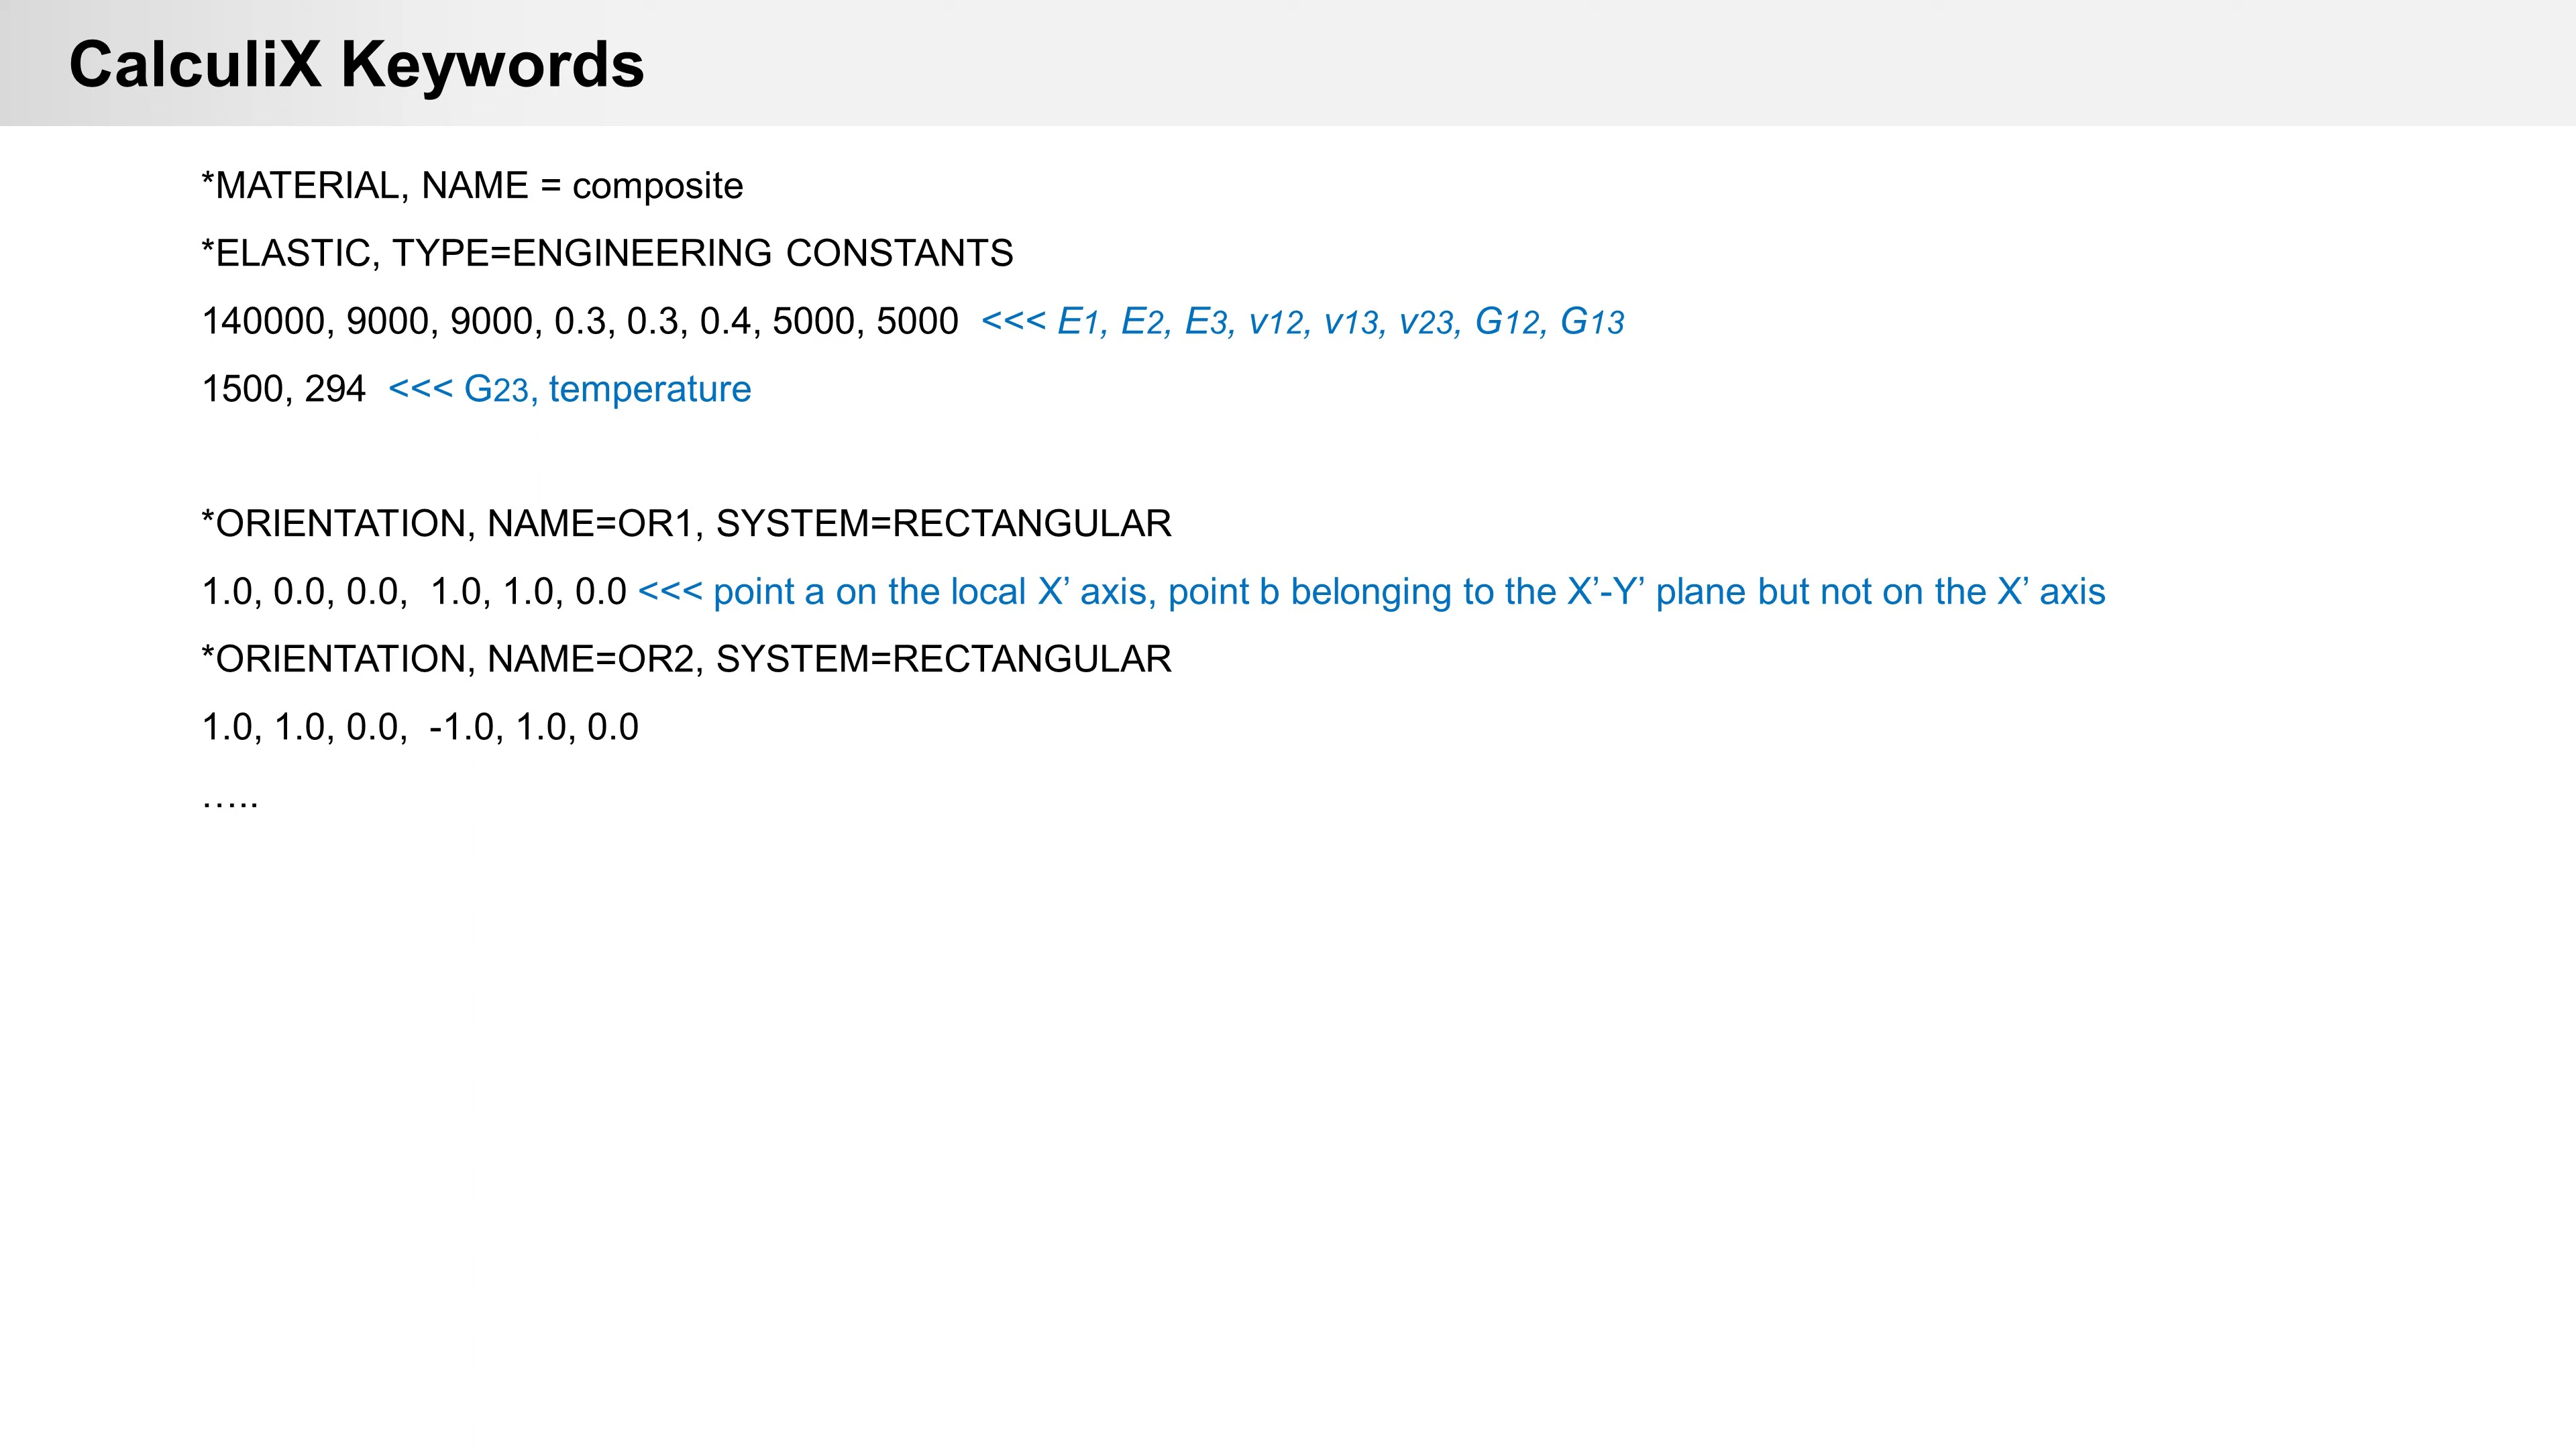 CalculiX Keywords
*MATERIAL, NAME = composite
*ELASTIC, TYPE=ENGINEERING CONSTANTS
140000, 9000, 9000, 0.3, 0.3, 0.4, 5000, 5000  <<< E1, E2, E3, v12, v13, v23, G12, G13
1500, 294  <<< G23, temperature
*ORIENTATION, NAME=OR1, SYSTEM=RECTANGULAR
1.0, 0.0, 0.0,  1.0, 1.0, 0.0 <<< point a on the local X’ axis, point b belonging to the X’-Y’ plane but not on the X’ axis
*ORIENTATION, NAME=OR2, SYSTEM=RECTANGULAR
1.0, 1.0, 0.0,  -1.0, 1.0, 0.0
…..